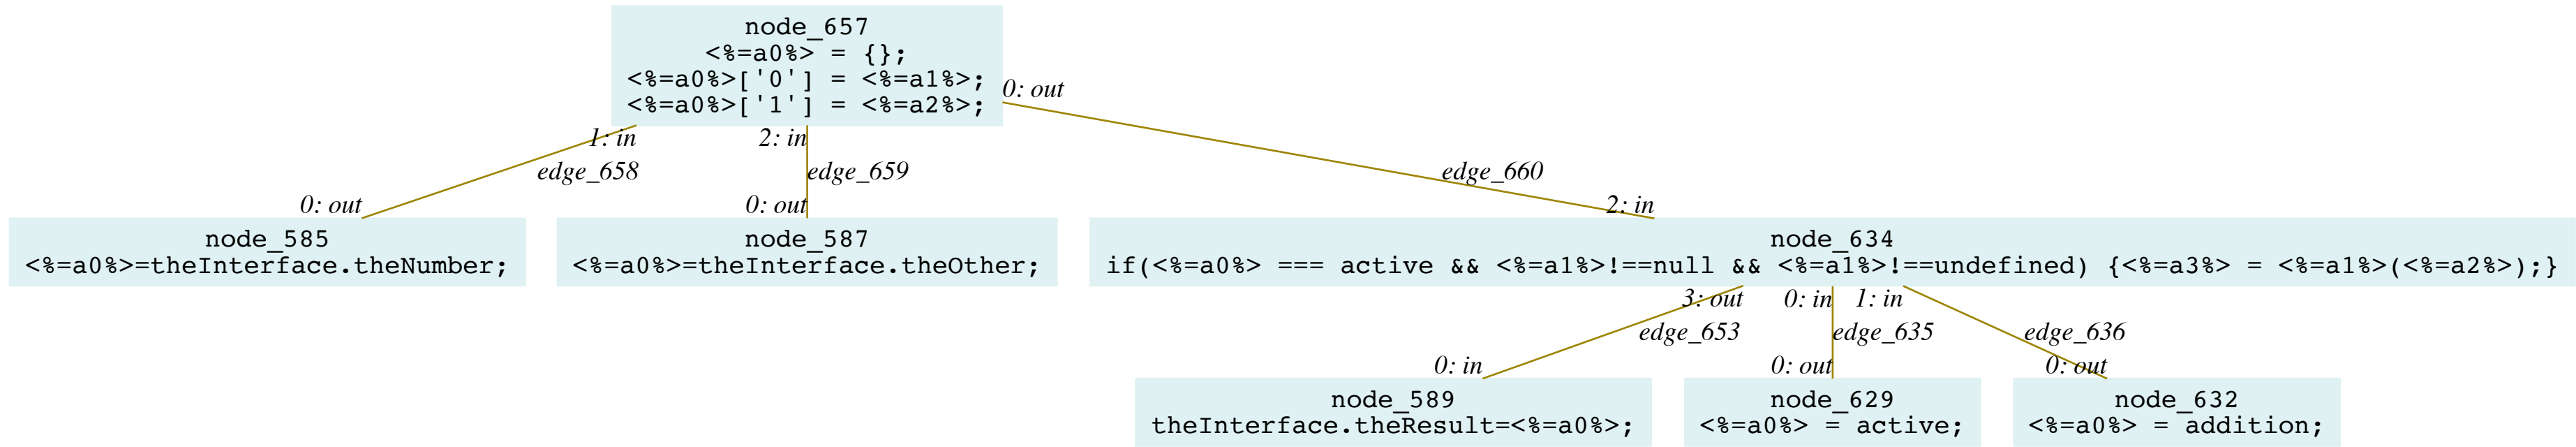 node_657
<%=a0%> = {};
<%=a0%>['0'] = <%=a1%>;
<%=a0%>['1'] = <%=a2%>;
0: out
1: in
2: in
edge_658
edge_659
edge_660
0: out
0: out
2: in
node_585
<%=a0%>=theInterface.theNumber;
node_587
<%=a0%>=theInterface.theOther;
node_634
if(<%=a0%> === active && <%=a1%>!==null && <%=a1%>!==undefined) {<%=a3%> = <%=a1%>(<%=a2%>);}
3: out
0: in
1: in
edge_653
edge_635
edge_636
0: in
0: out
0: out
node_589
theInterface.theResult=<%=a0%>;
node_629
<%=a0%> = active;
node_632
<%=a0%> = addition;